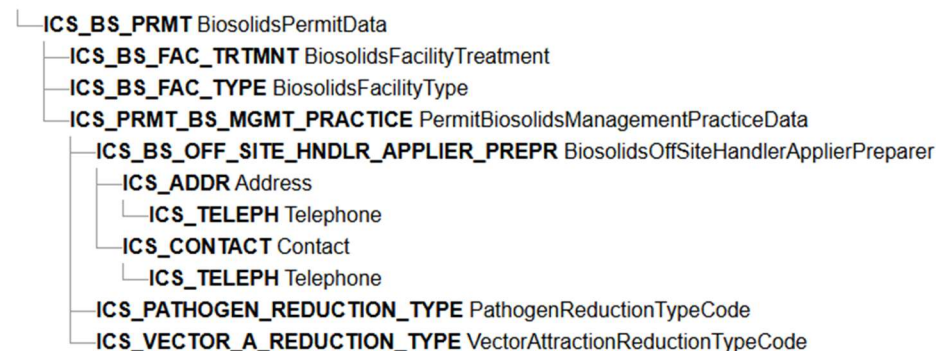 ICS_BS_PRMT BiosolidsPermitData
ICS_BS_FAC_TRTMNT BiosolidsFacilityTreatment
ICS_BS_FAC_TYPE BiosolidsFacilityType
ICS_PRMT_BS_MGMT_PRACTICE PermitBiosolidsManagementPracticeData
ICS_BS_OFF_SITE_HNDLR_APPLIER_PREPR BiosolidsOffSiteHandlerApplierPreparer
ICS_ADDR Address
ICS_TELEPH Telephone
ICS_CONTACT Contact
ICS_TELEPH Telephone
ICS_PATHOGEN_REDUCTION_TYPE PathogenReductionTypeCode
ICS_VECTOR_A_REDUCTION_TYPE VectorAttractionReductionTypeCode